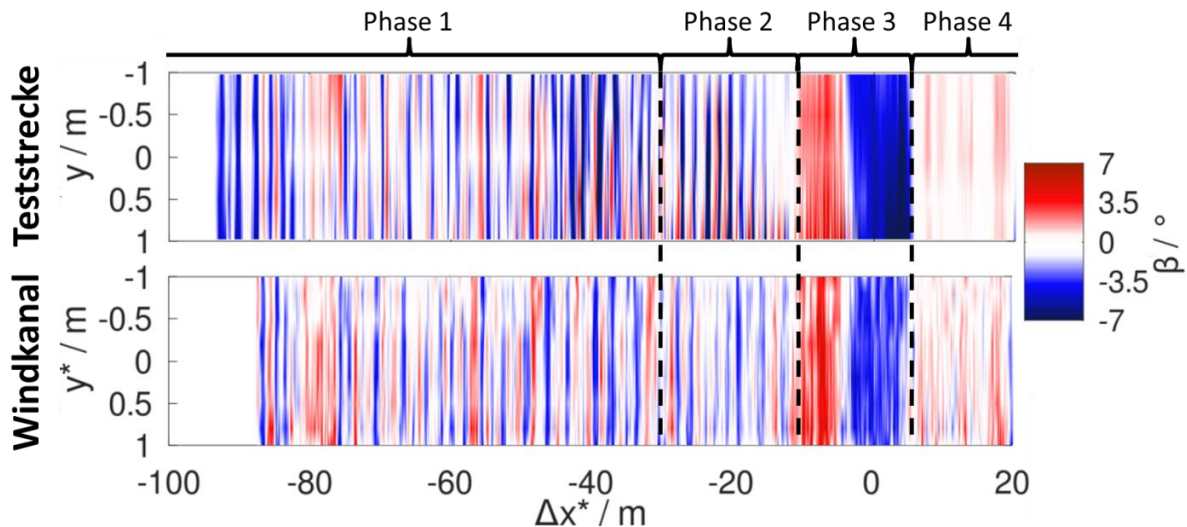 Phase 1 Phase 2 Phase 3 Phase 4
Teststrecke
y / m
-1
-0.5
0
0.5
1
Windkanal
y* / m
-1
-0.5
0
0.5
1
-100 -80 -60 -40 -20 0 20
Δx* / m
7
3.5
0
-3.5
-7
β / °